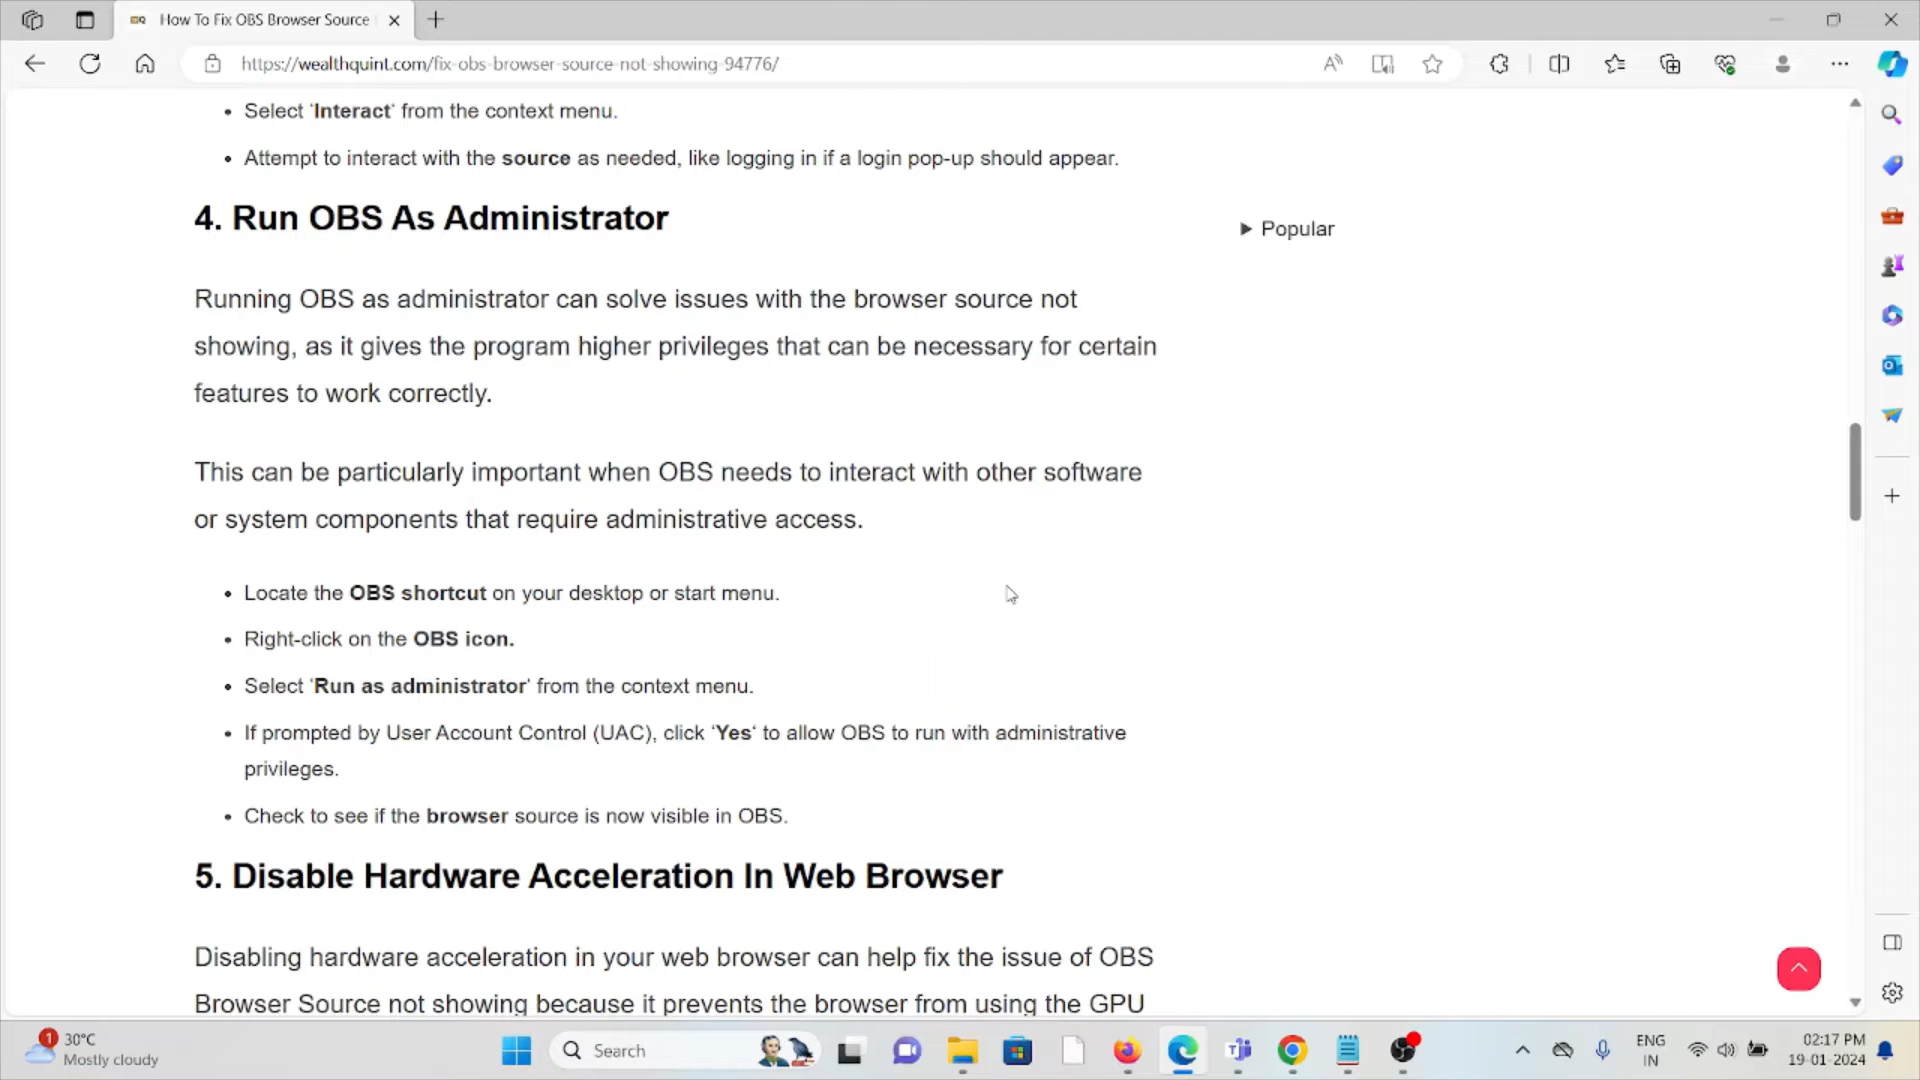 How To Fix OBS Browser Source
https://wealthquint.com/fix-obs-browser-source-not-showing-94776/
• Select 'Interact' from the context menu.
• Attempt to interact with the source as needed, like logging in if a login pop-up should appear.
4. Run OBS As Administrator
▶ Popular
Running OBS as administrator can solve issues with the browser source not
showing, as it gives the program higher privileges that can be necessary for certain
features to work correctly.
This can be particularly important when OBS needs to interact with other software
or system components that require administrative access.
• Locate the OBS shortcut on your desktop or start menu.
• Right-click on the OBS icon.
• Select 'Run as administrator' from the context menu.
• If prompted by User Account Control (UAC), click 'Yes' to allow OBS to run with administrative
privileges.
• Check to see if the browser source is now visible in OBS.
5. Disable Hardware Acceleration In Web Browser
Disabling hardware acceleration in your web browser can help fix the issue of OBS
Browser Source not showing because it prevents the browser from using the GPU
1
30°C
Mostly cloudy
Search
ENG
IN
02:17 PM
19-01-2024